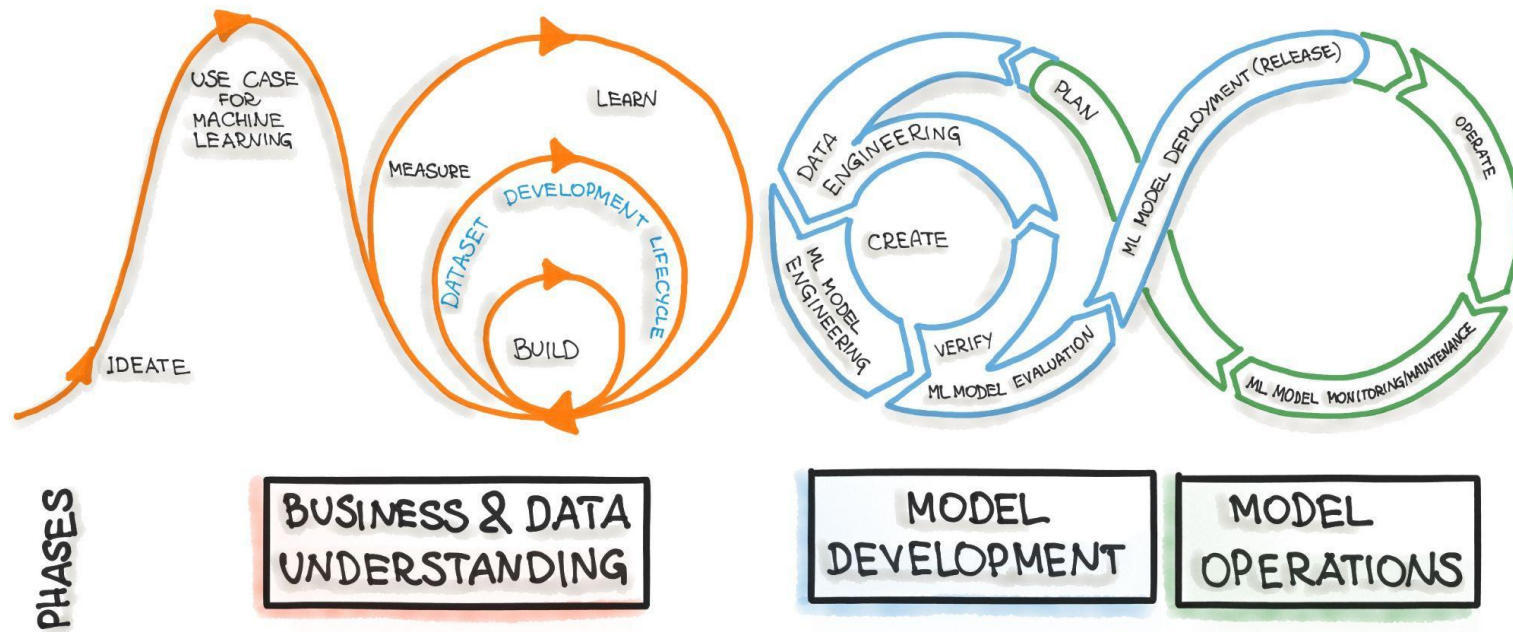 IDEATE
USE CASE
FOR
MACHINE
LEARNING
MEASURE
LEARN
DATASET DEVELOPMENT LIFECYCLE
BUILD
DATA
ENGINEERING
PLAN
CREATE
ML MODEL
ENGINEERING
VERIFY
ML MODEL EVALUATION
ML MODEL DEPLOYMENT (RELEASE)
OPERATE
ML MODEL MONITORING/MAINTENANCE
PHASES
BUSINESS & DATA
UNDERSTANDING
MODEL
DEVELOPMENT
MODEL
OPERATIONS